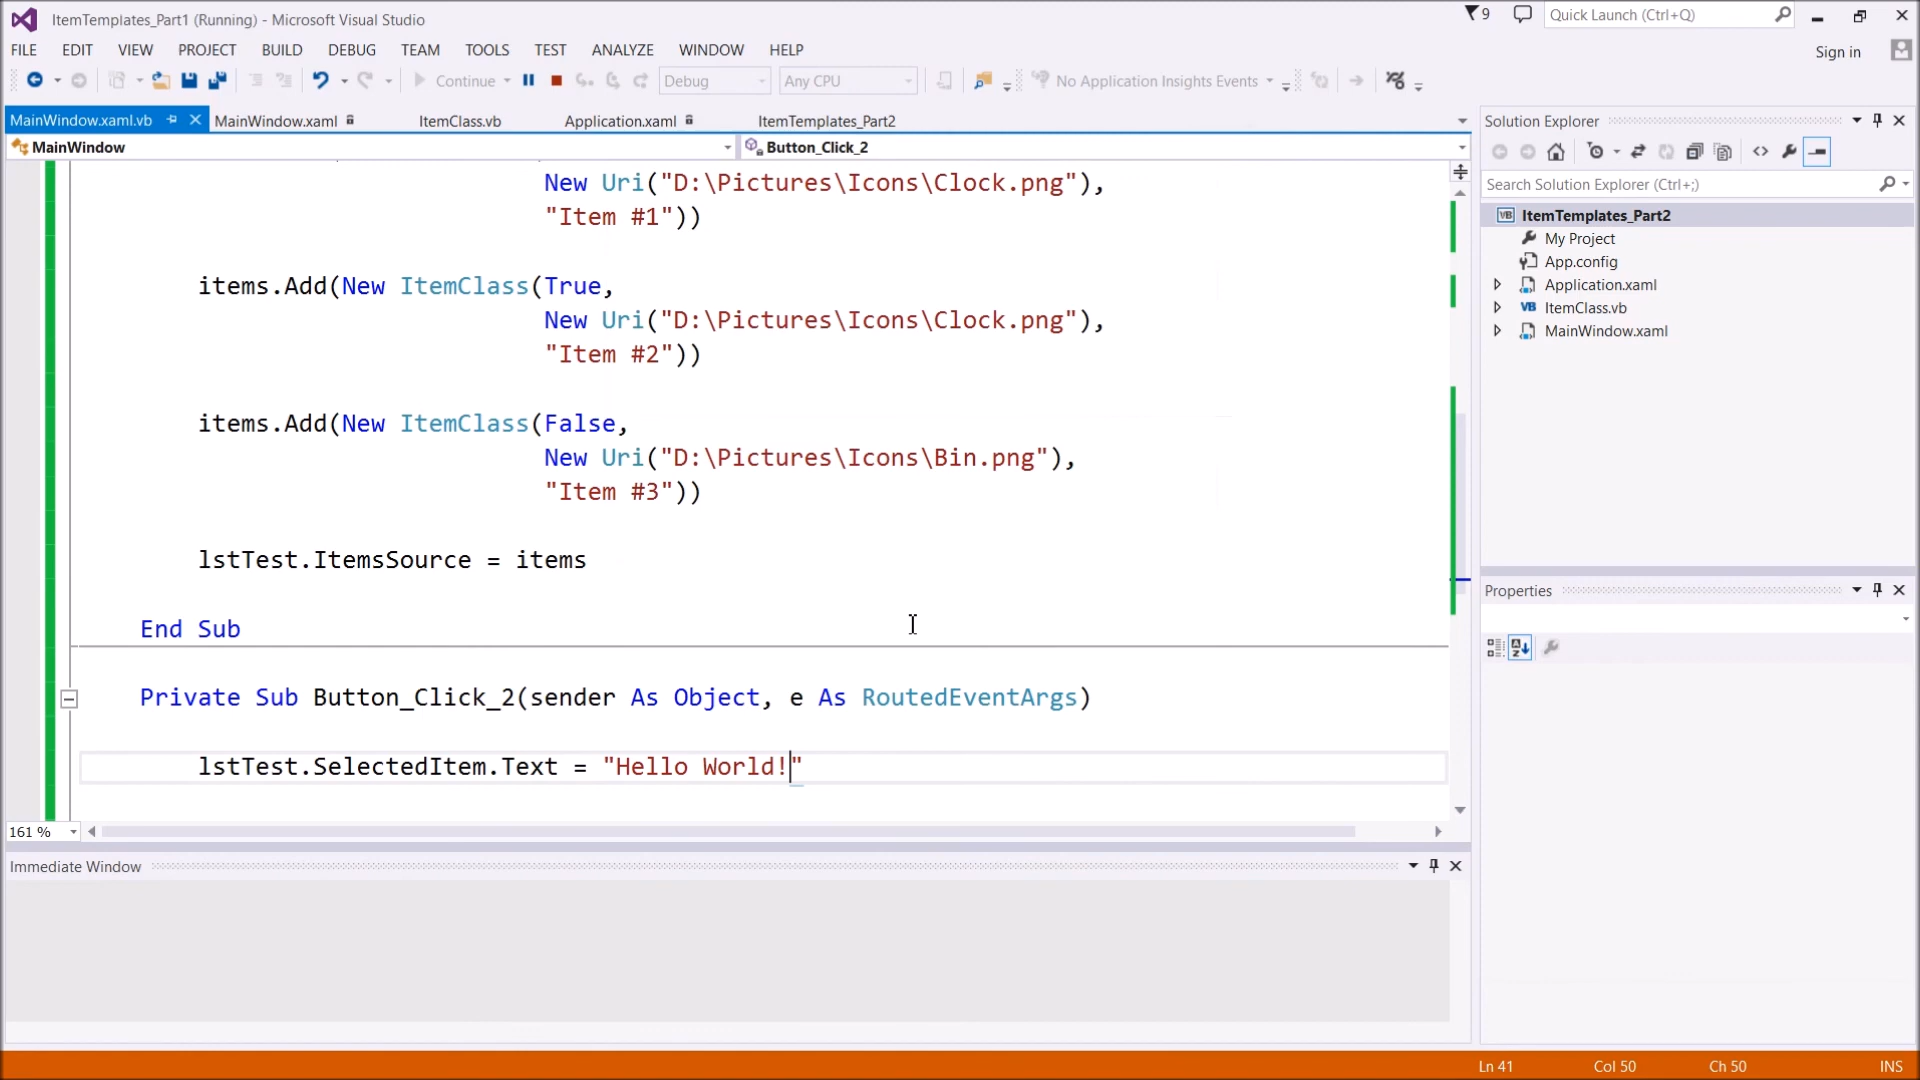 ItemTemplates_Part1 (Running) - Microsoft Visual Studio
9
Quick Launch (Ctrl+Q)
FILE EDIT VIEW PROJECT BUILD DEBUG TEAM TOOLS TEST ANALYZE WINDOW HELP
Sign in
Continue Debug Any CPU No Application Insights Events
MainWindow.xaml.vb MainWindow.xaml ItemClass.vb Application.xaml ItemTemplates_Part2
MainWindow Button_Click_2
New Uri("D:\Pictures\Icons\Clock.png"),
"Item #1"))
items.Add(New ItemClass(True,
New Uri("D:\Pictures\Icons\Clock.png"),
"Item #2"))
items.Add(New ItemClass(False,
New Uri("D:\Pictures\Icons\Bin.png"),
"Item #3"))
lstTest.ItemsSource = items
End Sub
Private Sub Button_Click_2(sender As Object, e As RoutedEventArgs)
lstTest.SelectedItem.Text = "Hello World!"
161 %
Immediate Window
Solution Explorer
Search Solution Explorer (Ctrl+;)
VB ItemTemplates_Part2
My Project
App.config
Application.xaml
VB ItemClass.vb
MainWindow.xaml
Properties
Ln 41 Col 50 Ch 50 INS